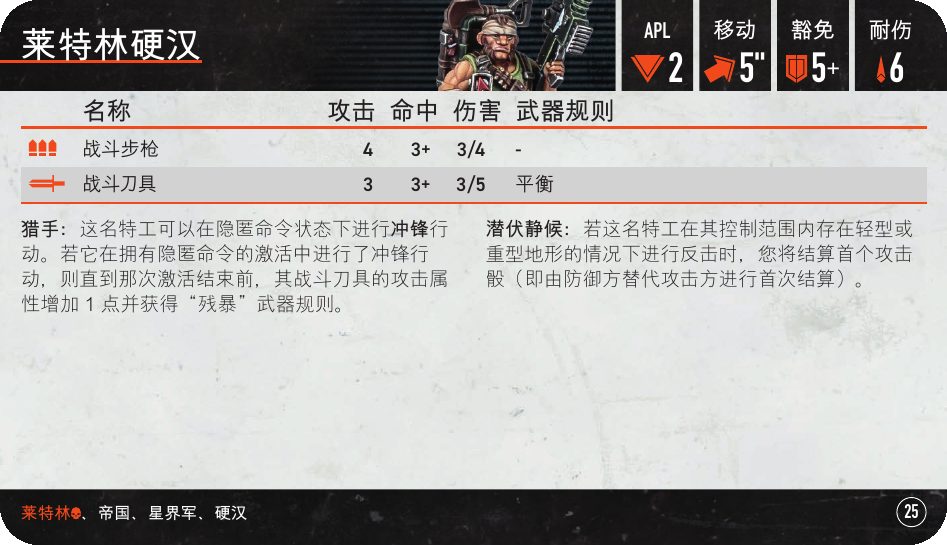 莱特林硬汉
APL
2
移动
5"
豁免
5+
耐伤
6
名称 攻击 命中 伤害 武器规则
战斗步枪 4 3+ 3/4 -
战斗刀具 3 3+ 3/5 平衡
猎手：这名特工可以在隐匿命令状态下进行冲锋行
动。若它在拥有隐匿命令的激活中进行了冲锋行
动，则直到那次激活结束前，其战斗刀具的攻击属
性增加 1 点并获得“残暴”武器规则。
潜伏静候：若这名特工在其控制范围内存在轻型或
重型地形的情况下进行反击时，您将结算首个攻击
骰（即由防御方替代攻击方进行首次结算）。
莱特林、帝国、星界军、硬汉
25